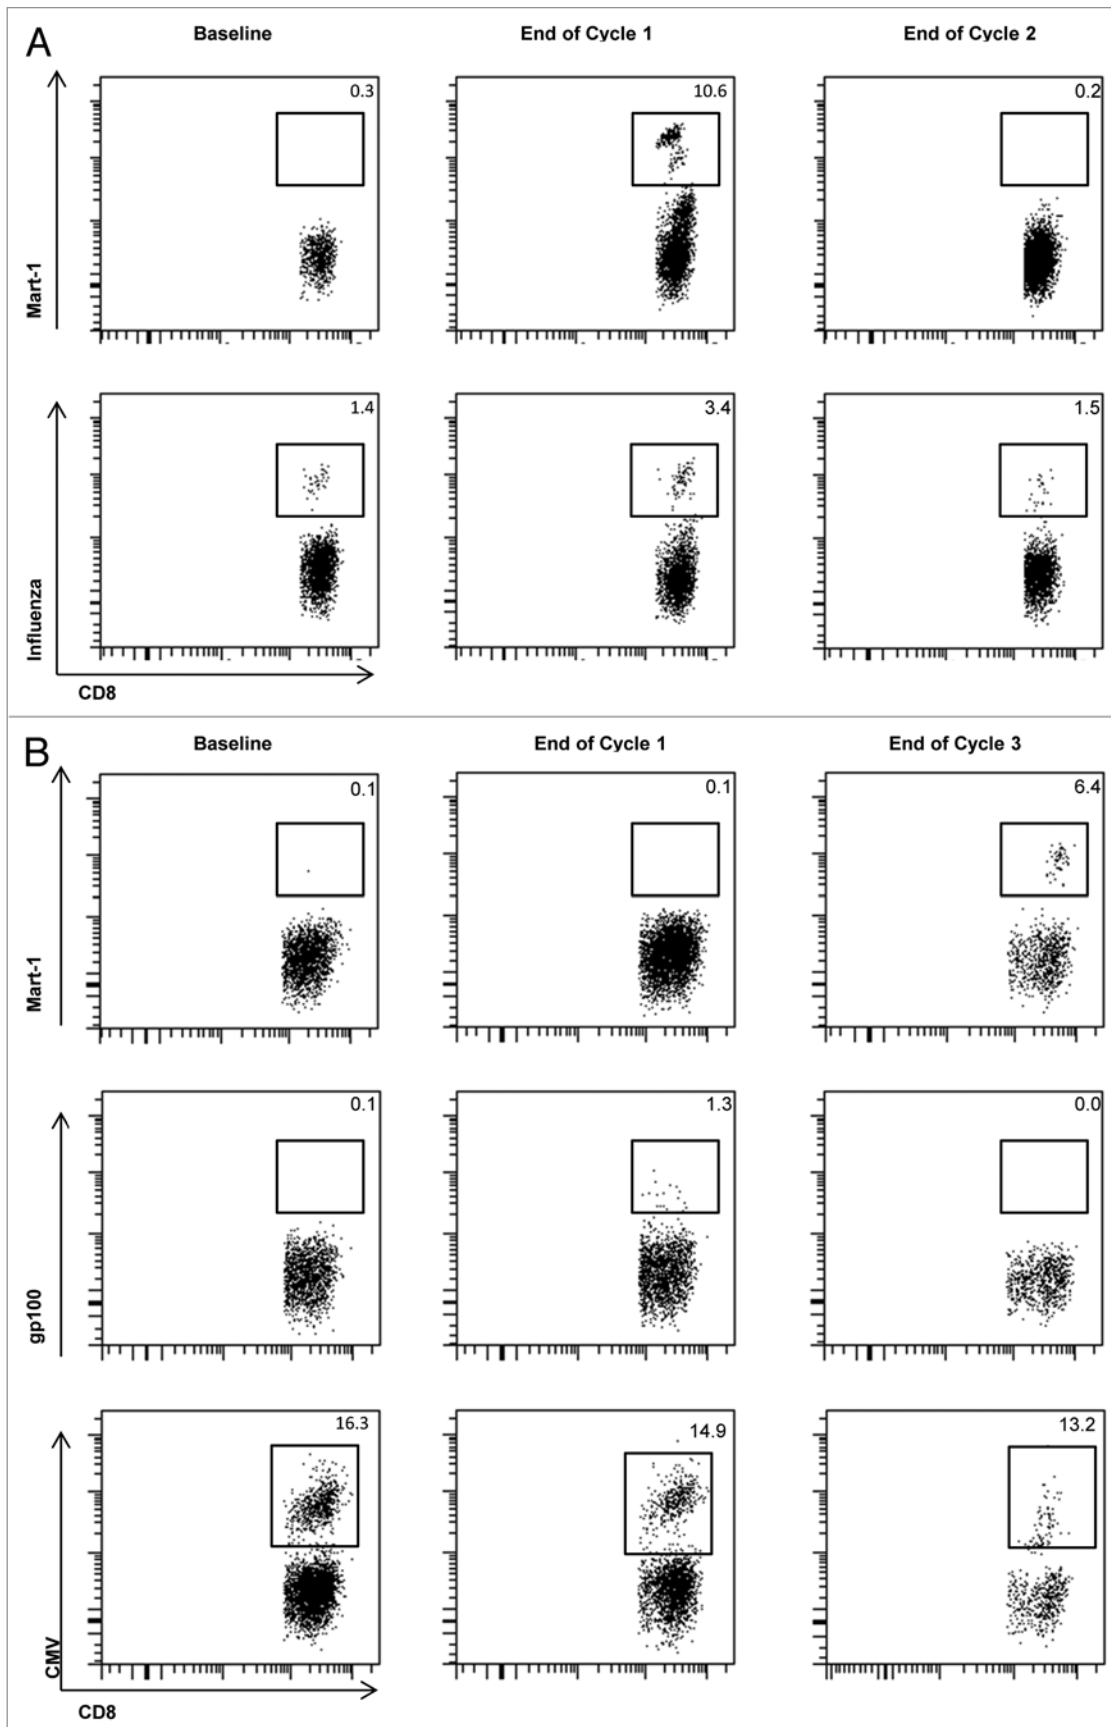 A
Baseline
End of Cycle 1
End of Cycle 2
Mart-1
0.3
10.6
0.2
Influenza
1.4
3.4
1.5
CD8
B
Baseline
End of Cycle 1
End of Cycle 3
Mart-1
0.1
0.1
6.4
gp100
0.1
1.3
0.0
CMV
16.3
14.9
13.2
CD8